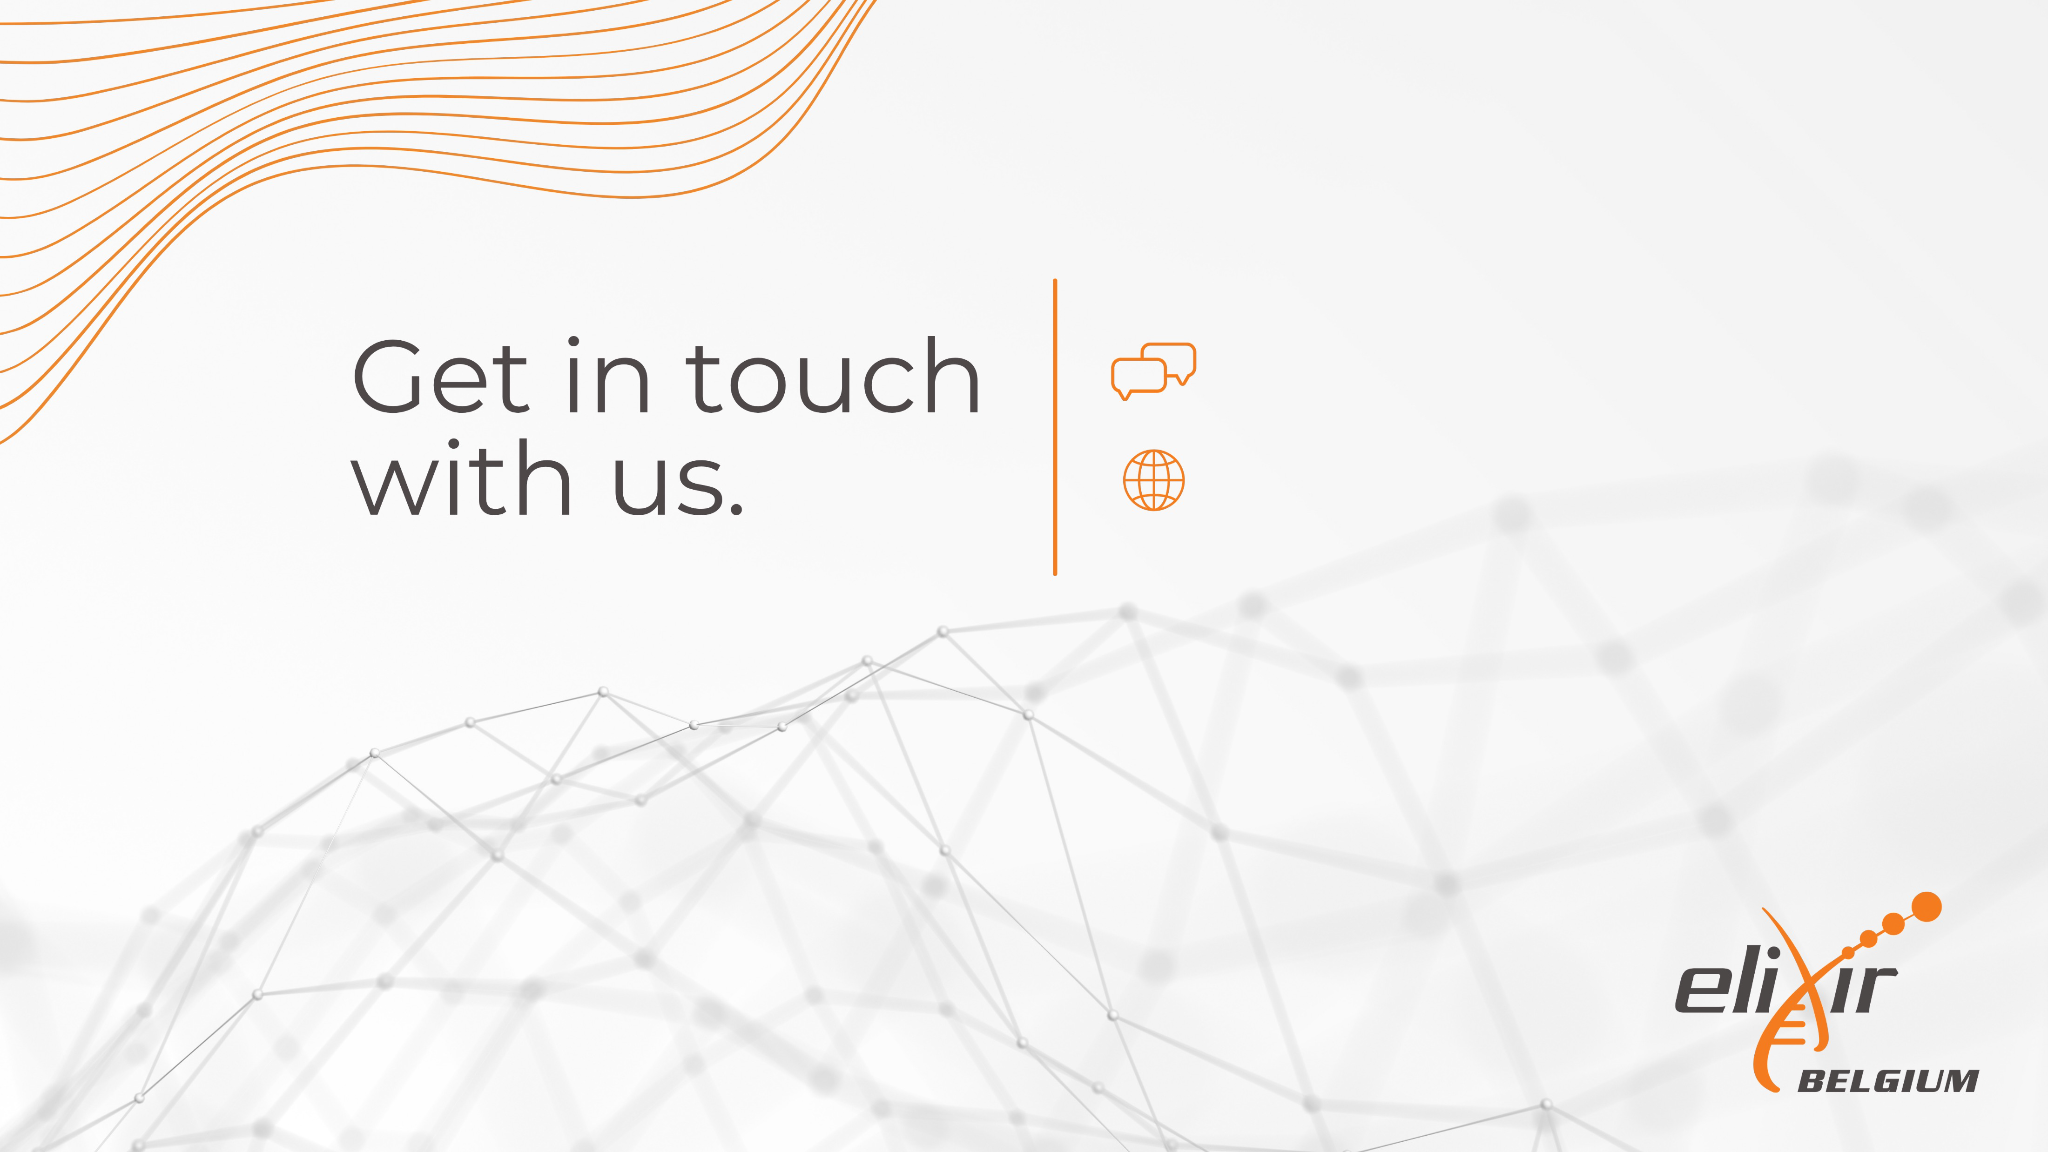 Get in touch
with us.
elixir
BELGIUM